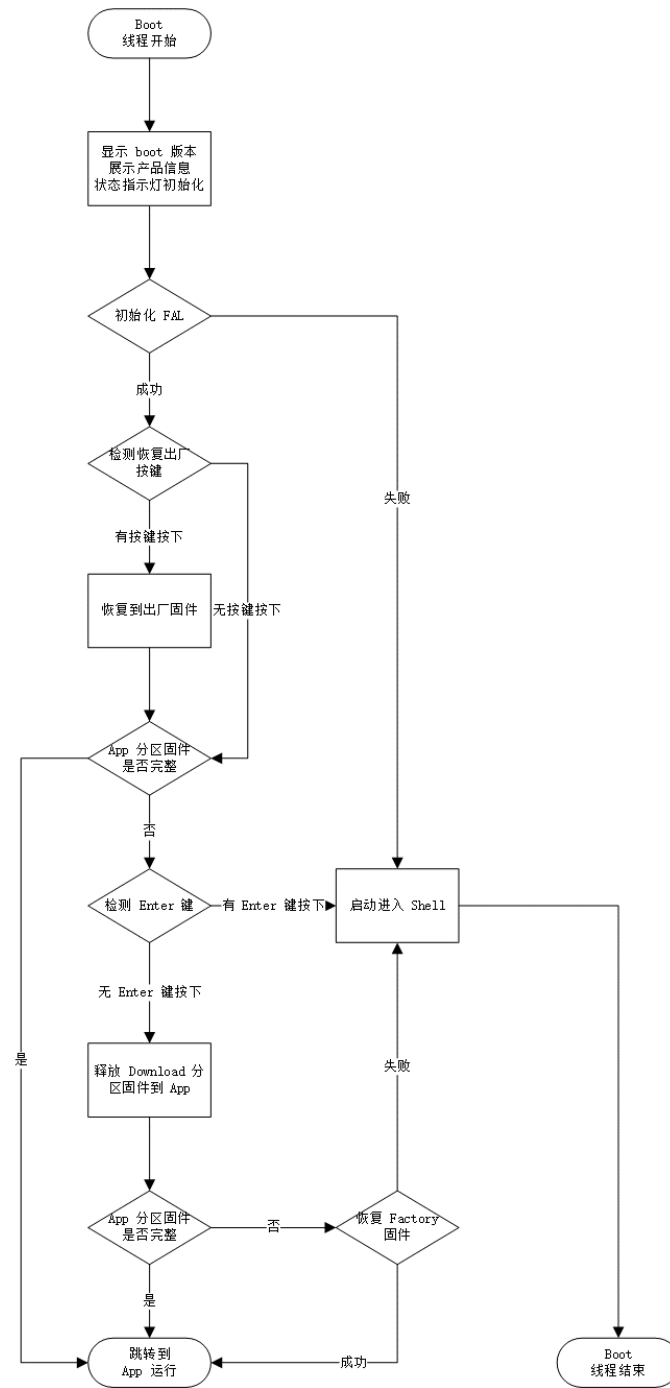 Boot
线程开始
显示 boot 版本
展示产品信息
状态指示灯初始化
初始化 FAL
成功
检测恢复出厂
按键
失败
有按键按下
恢复到出厂固件
无按键按下
App 分区固件
是否完整
否
检测 Enter 键
有 Enter 键按下
启动进入 Shell
无 Enter 键按下
是
释放 Download 分
区固件到 App
失败
App 分区固件
是否完整
否
恢复 Factory
固件
是
跳转到
App 运行
成功
Boot
线程结束